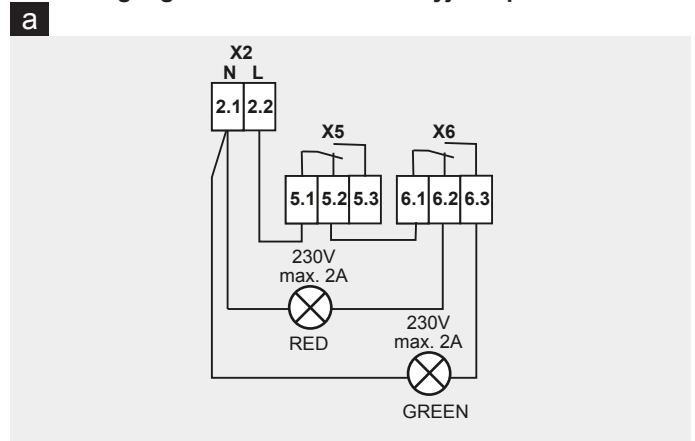 a
X2
N L
2.1 2.2
X5 X6
5.1 5.2 5.3 6.1 6.2 6.3
230V
max. 2A
RED
230V
max. 2A
GREEN